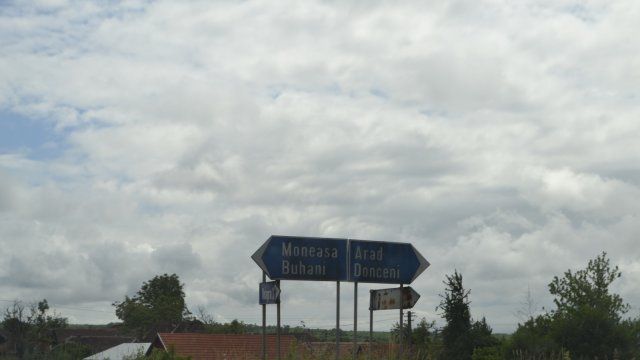 Moneasa
Buhani
Arad
Donceni